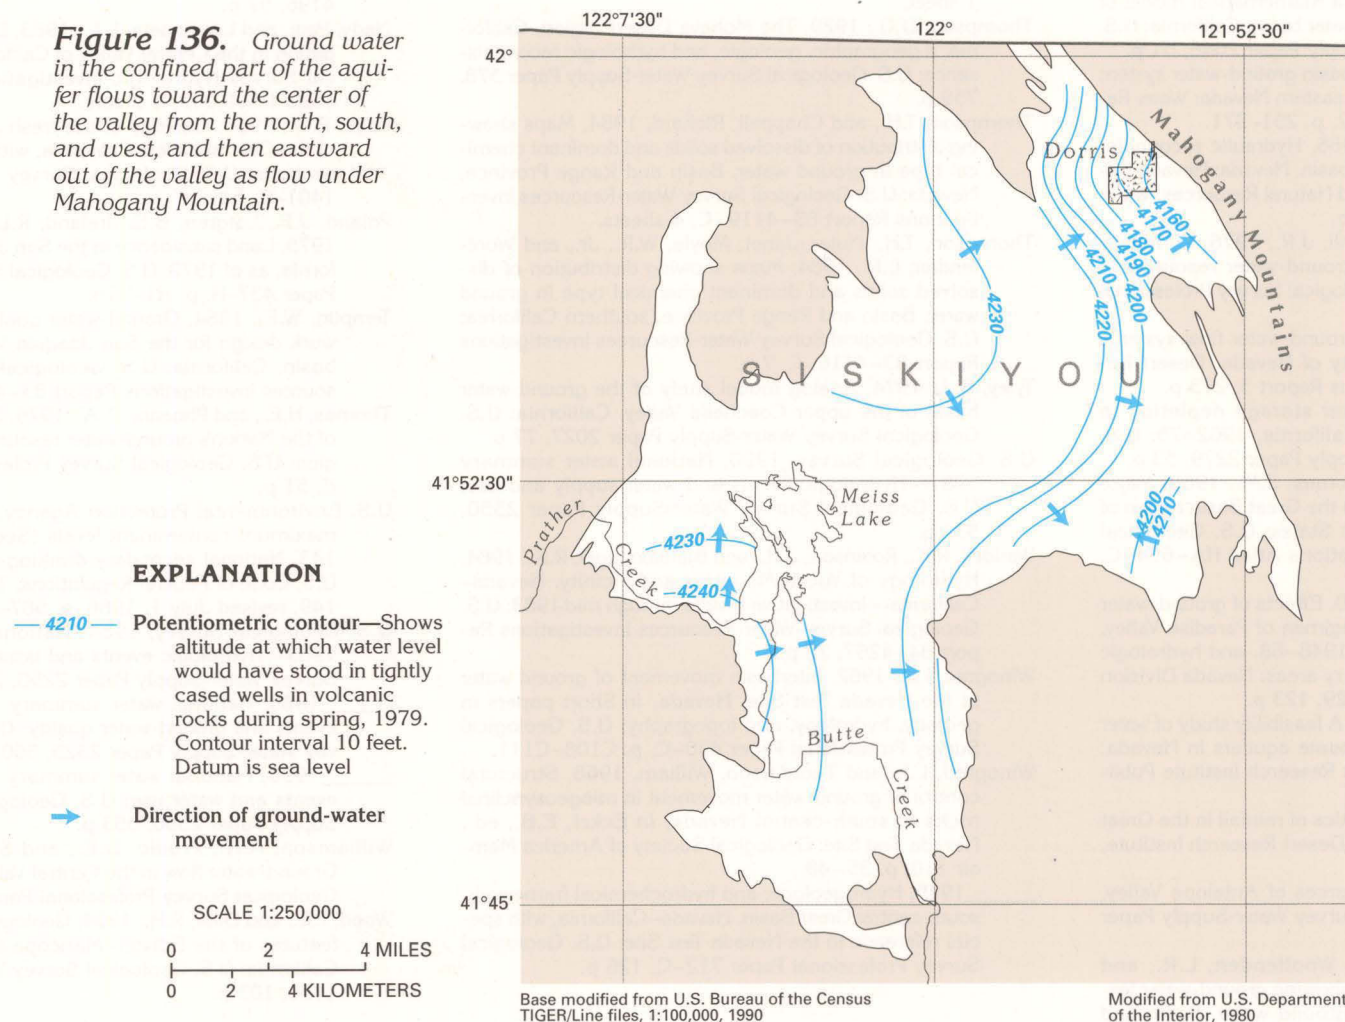 Figure 136. Ground water
in the confined part of the aqui-
fer flows toward the center of
the valley from the north, south,
and west, and then eastward
out of the valley as flow under
Mahogany Mountain.
122°7'30"
122°
121°52'30"
42°
Dorris
Mahogany Mountains
4160
4170
4180
4190
4200
4210
4220
4230
SISKIYOU
41°52'30"
Meiss
Lake
4200
4210
Prather
Creek
4230
4240
Butte
Creek
41°45'
EXPLANATION
4210
Potentiometric contour—Shows
altitude at which water level
would have stood in tightly
cased wells in volcanic
rocks during spring, 1979.
Contour interval 10 feet.
Datum is sea level
Direction of ground-water
movement
SCALE 1:250,000
0 2 4 MILES
0 2 4 KILOMETERS
Base modified from U.S. Bureau of the Census
TIGER/Line files, 1:100,000, 1990
Modified from U.S. Department
of the Interior, 1980